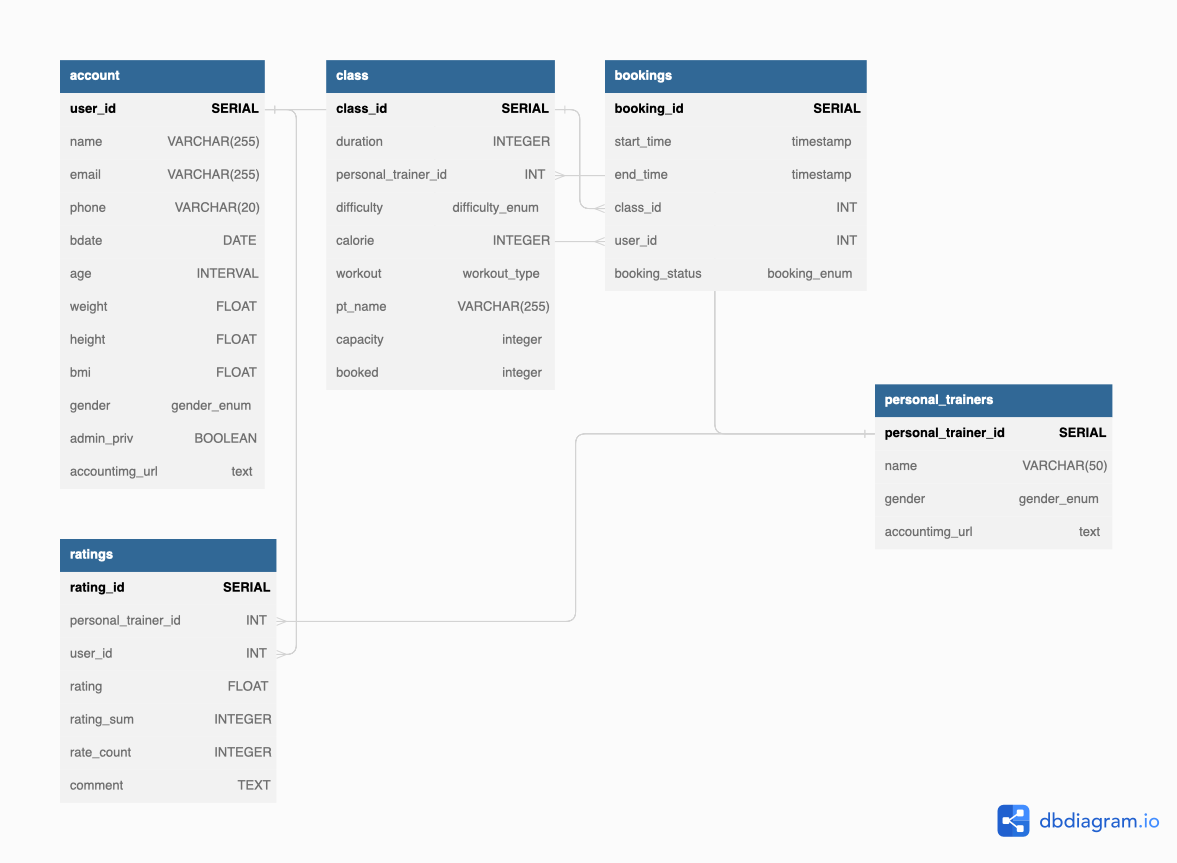 account
user_id SERIAL
name VARCHAR(255)
email VARCHAR(255)
phone VARCHAR(20)
bdate DATE
age INTERVAL
weight FLOAT
height FLOAT
bmi FLOAT
gender gender_enum
admin_priv BOOLEAN
accountimg_url text
class
class_id SERIAL
duration INTEGER
personal_trainer_id INT
difficulty difficulty_enum
calorie INTEGER
workout workout_type
pt_name VARCHAR(255)
capacity integer
booked integer
bookings
booking_id SERIAL
start_time timestamp
end_time timestamp
class_id INT
user_id INT
booking_status booking_enum
personal_trainers
personal_trainer_id SERIAL
name VARCHAR(50)
gender gender_enum
accountimg_url text
ratings
rating_id SERIAL
personal_trainer_id INT
user_id INT
rating FLOAT
rating_sum INTEGER
rate_count INTEGER
comment TEXT
dbdiagram.io